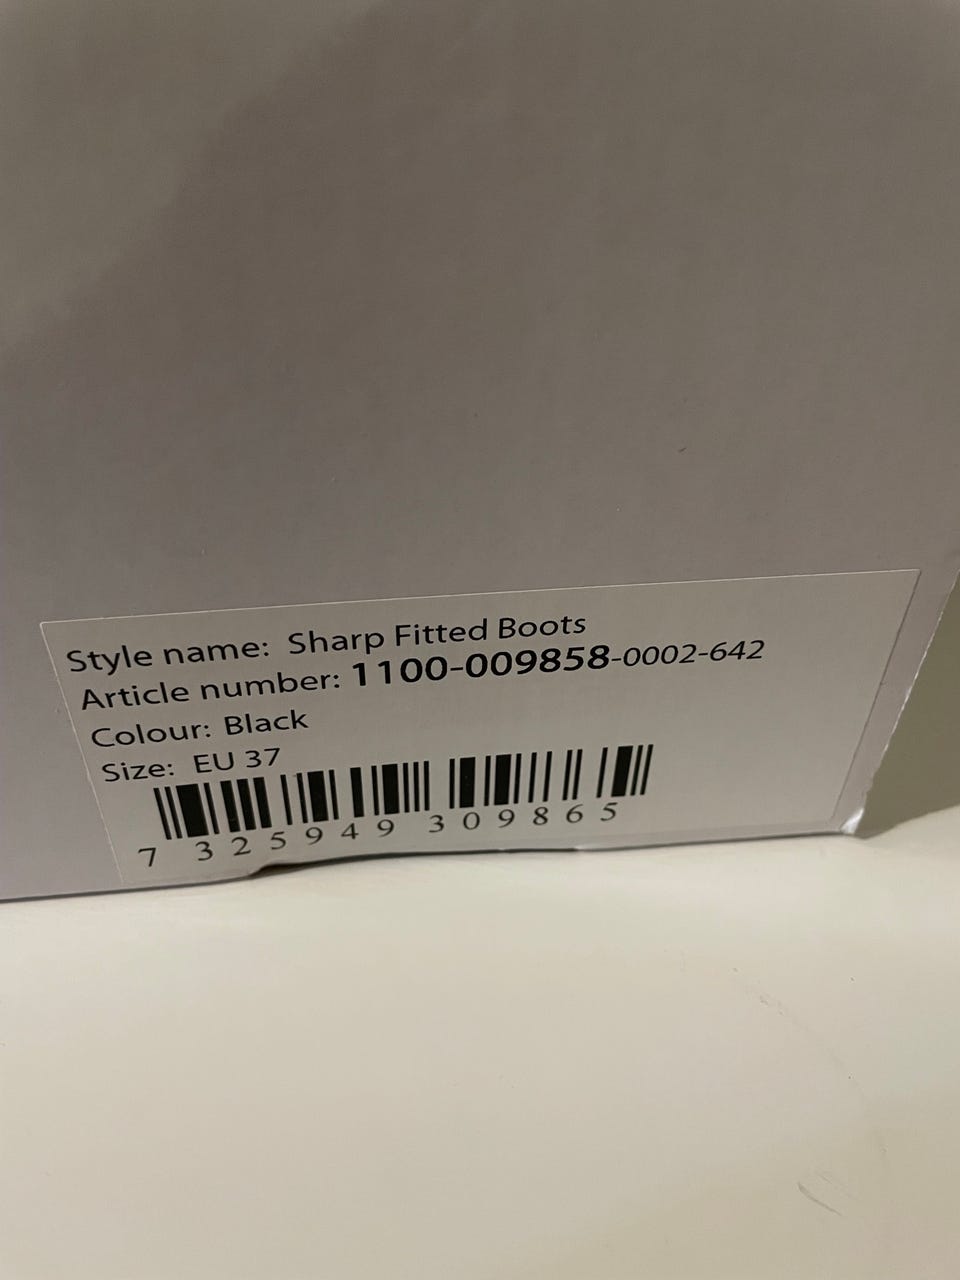 Style name: Sharp Fitted Boots
Article number: 1100-009858-0002-642
Colour: Black
Size: EU 37
7 325949 309865